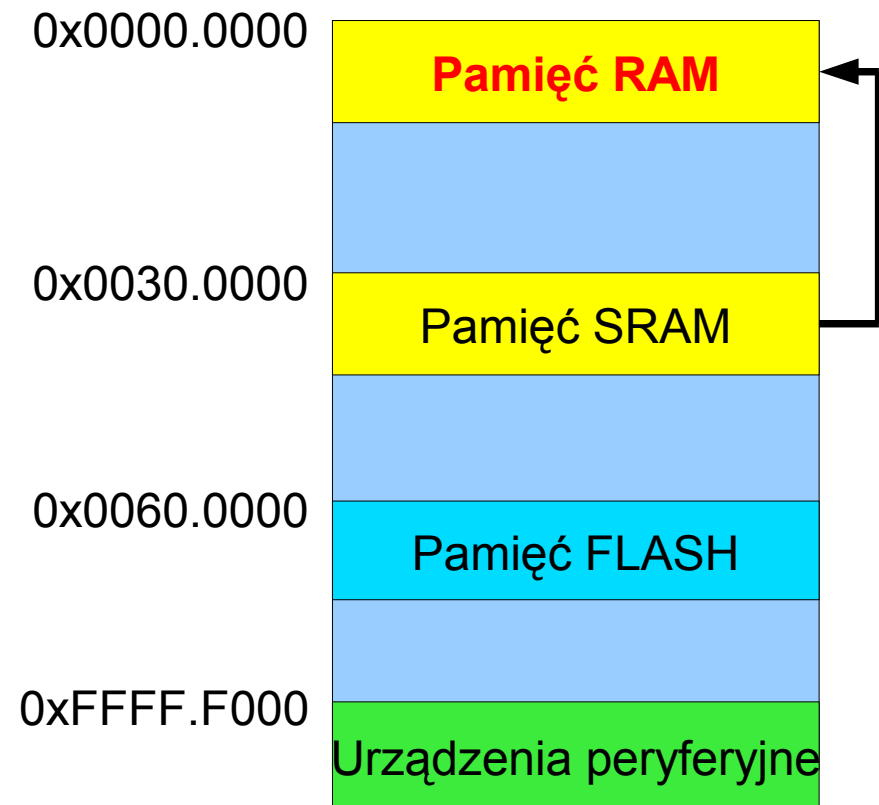 0x0000.0000
Pamięć RAM
0x0030.0000
Pamięć SRAM
0x0060.0000
Pamięć FLASH
0xFFFF.F000
Urządzenia peryferyjne